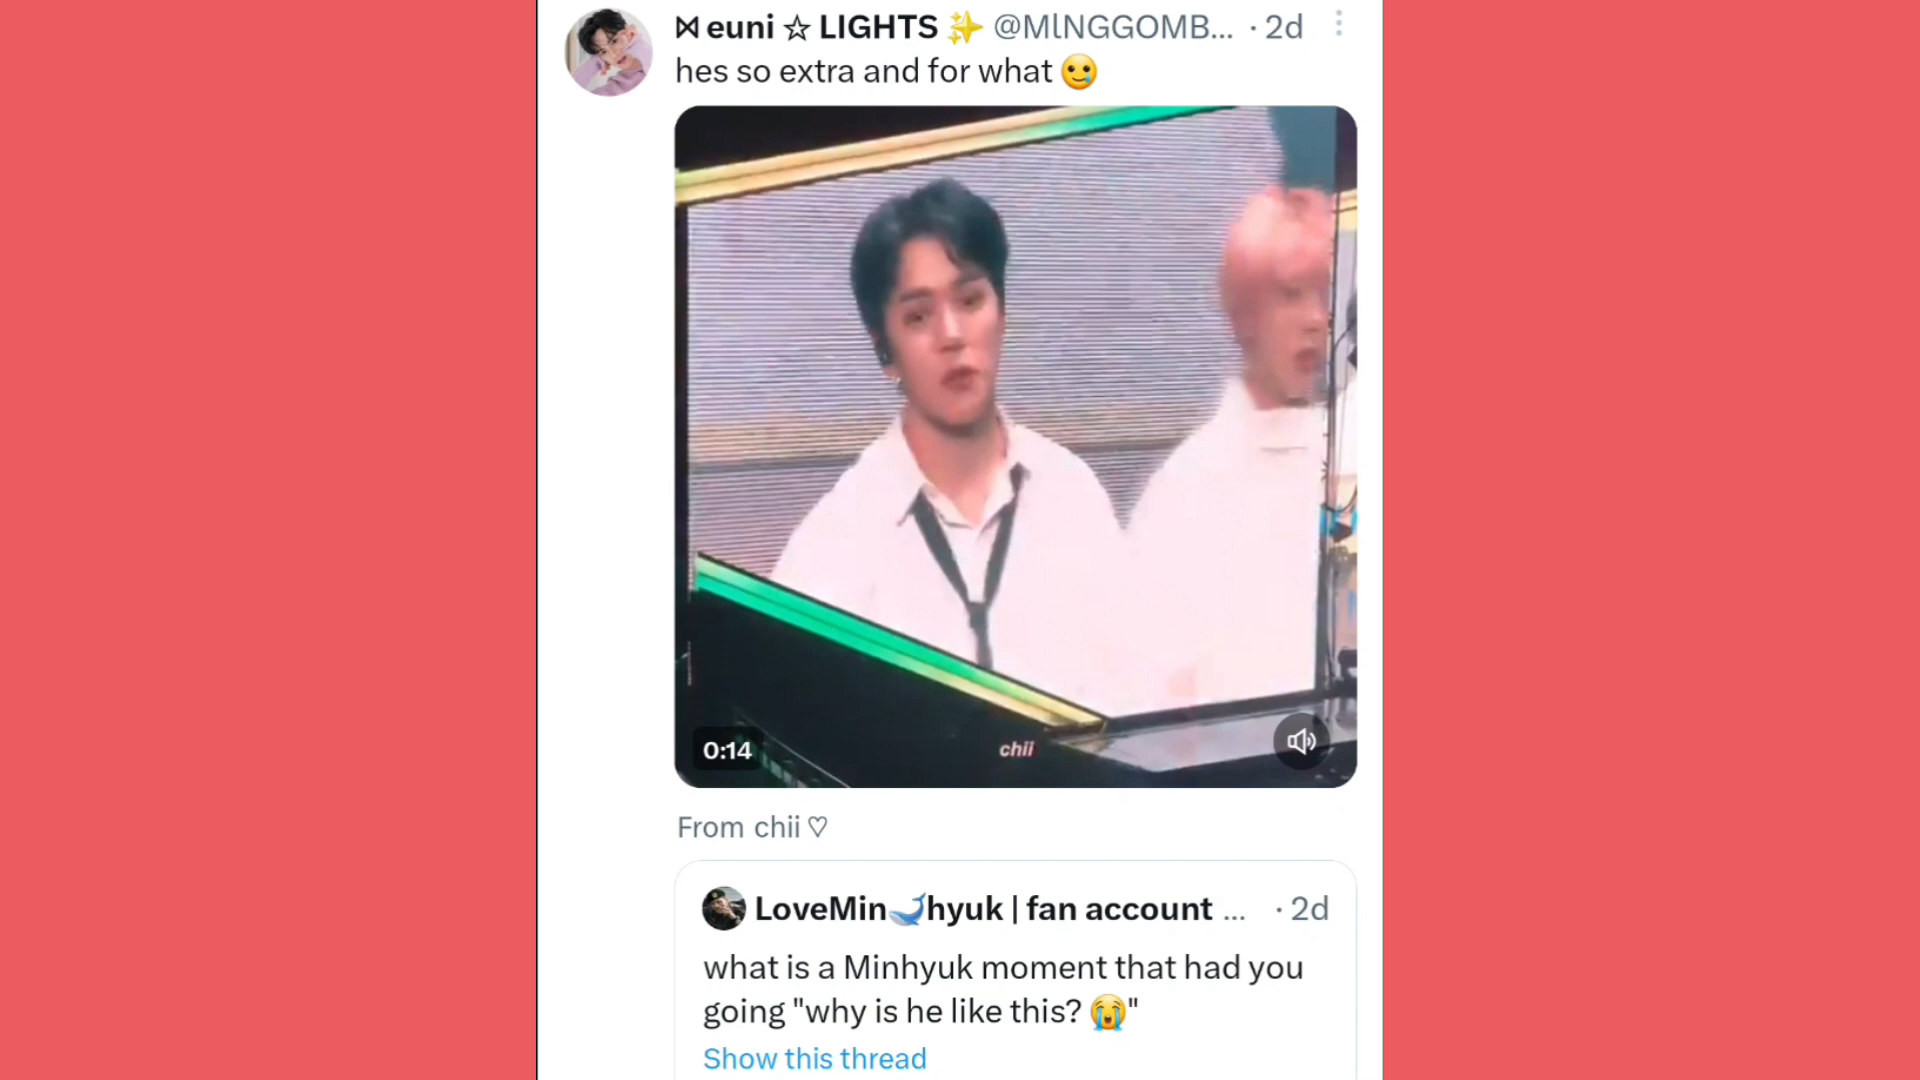 ⋈ euni ☆ LIGHTS ✨ @MlNGGOMB... · 2d
hes so extra and for what 🥲
0:14
chii
From chii ♡
LoveMin🐋hyuk | fan account ... · 2d
what is a Minhyuk moment that had you
going "why is he like this? 😭"
Show this thread